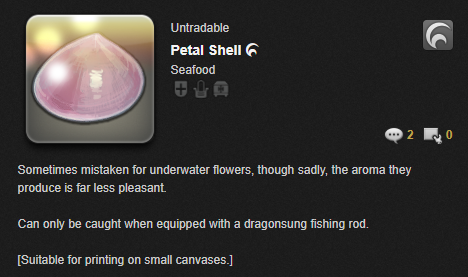 Untradable
Petal Shell
Seafood
2
0
Sometimes mistaken for underwater flowers, though sadly, the aroma they
produce is far less pleasant.
Can only be caught when equipped with a dragonsung fishing rod.
[Suitable for printing on small canvases.]